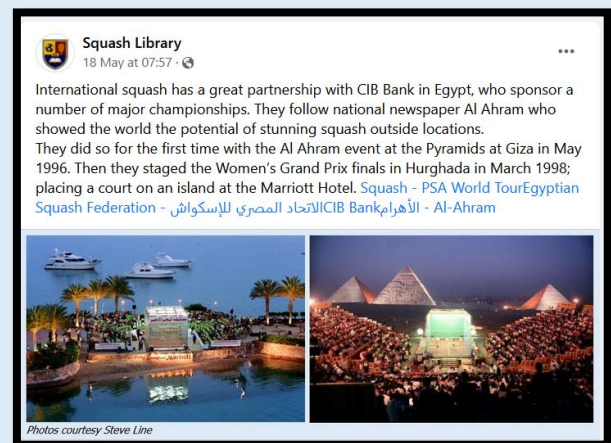 Squash Library
18 May at 07:57 ·
International squash has a great partnership with CIB Bank in Egypt, who sponsor a
number of major championships. They follow national newspaper Al Ahram who
showed the world the potential of stunning squash outside locations.
They did so for the first time with the Al Ahram event at the Pyramids at Giza in May
1996. Then they staged the Women's Grand Prix finals in Hurghada in March 1998;
placing a court on an island at the Marriott Hotel. Squash - PSA World TourEgyptian
Squash Federation - الاتحاد المصري للإسكواشCIB Bankالأهرام - Al-Ahram
Photos courtesy Steve Line